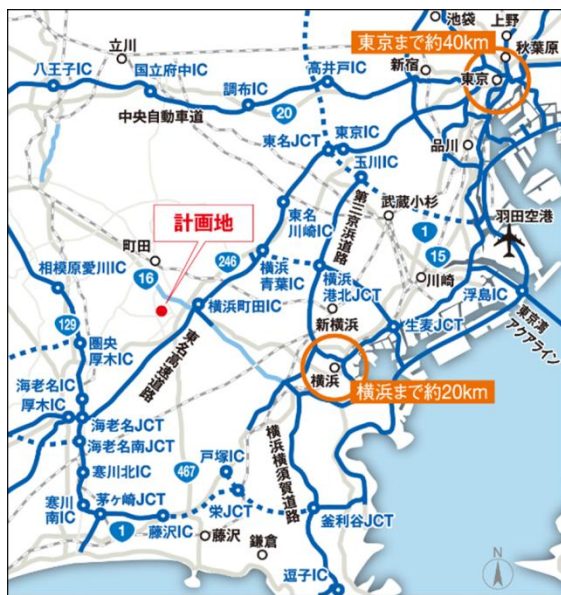 池袋
上野
東京まで約40km
秋葉原
立川
新宿
東京
八王子IC
国立府中IC
調布IC
高井戸IC
中央自動車道
20
品川
東名JCT
東京IC
玉川IC
第三京浜道路
武蔵小杉
羽田空港
計画地
東名
川崎IC
1
町田
246
15
相模原愛川IC
16
横浜
青葉IC
横浜
港北JCT
川崎
浮島IC
横浜町田IC
新横浜
生麦JCT
東京湾
アクアライン
129
圏央
厚木IC
東名高速道路
横浜
横浜まで約20km
海老名IC
厚木IC
海老名JCT
海老名南JCT
戸塚IC
横浜横須賀道路
467
寒川北IC
寒川
南IC
茅ヶ崎JCT
栄JCT
釜利谷JCT
1
藤沢IC
藤沢
鎌倉
逗子IC
N